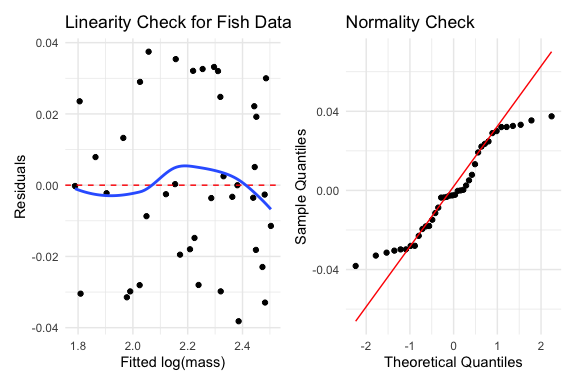 Linearity Check for Fish Data
0.04
0.02
0.00
-0.02
-0.04
Residuals
1.8
2.0
2.2
2.4
Fitted log(mass)
Normality Check
0.04
0.00
-0.04
Sample Quantiles
-2
-1
0
1
2
Theoretical Quantiles